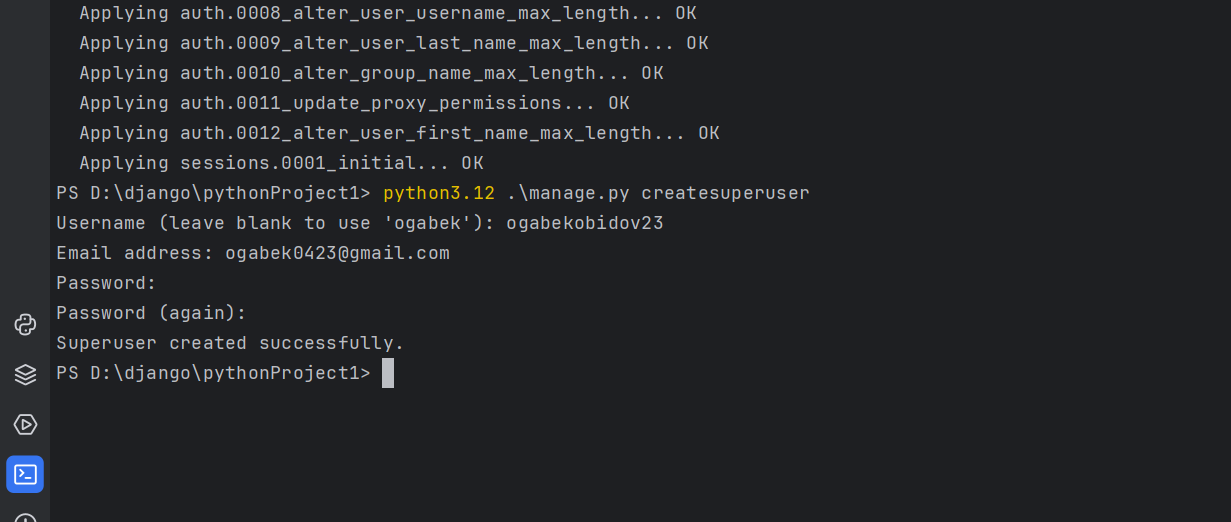 Applying auth.0008_alter_user_username_max_length... OK
Applying auth.0009_alter_user_last_name_max_length... OK
Applying auth.0010_alter_group_name_max_length... OK
Applying auth.0011_update_proxy_permissions... OK
Applying auth.0012_alter_user_first_name_max_length... OK
Applying sessions.0001_initial... OK
PS D:\django\pythonProject1> python3.12 .\manage.py createsuperuser
Username (leave blank to use 'ogabek'): ogabekobidov23
Email address: ogabek0423@gmail.com
Password:
Password (again):
Superuser created successfully.
PS D:\django\pythonProject1>